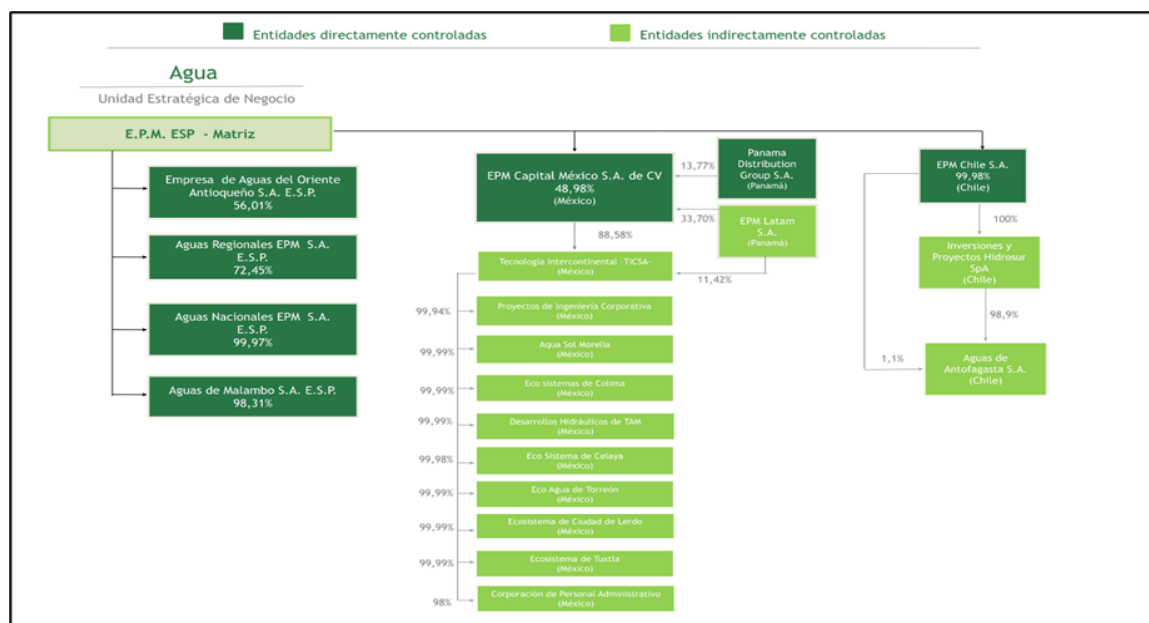 Entidades directamente controladas
Entidades indirectamente controladas
Agua
Unidad Estratégica de Negocio
E.P.M. ESP - Matriz
Empresa de Aguas del Oriente
Antioqueño S.A. E.S.P.
56,01%
Aguas Regionales EPM S.A.
E.S.P.
72,45%
Aguas Nacionales EPM S.A.
E.S.P.
99,97%
Aguas de Malambo S.A. E.S.P.
98,31%
EPM Capital México S.A. de CV
48,98%
(México)
13,77%
Panama
Distribution
Group S.A.
(Panamá)
33,70%
EPM Latam
S.A.
(Panamá)
88,58%
11,42%
Tecnología Intercontinental -TICSA-
(México)
99,94%
Proyectos de Ingeniería Corporativa
(México)
99,99%
Aqua Sol Morelia
(México)
99,99%
Eco sistemas de Colima
(México)
99,99%
Desarrollos Hidráulicos de TAM
(México)
99,98%
Eco Sistema de Celaya
(México)
99,99%
Eco Agua de Torreón
(México)
99,99%
Ecosistema de Ciudad de Lerdo
(México)
99,99%
Ecosistema de Tuxtla
(México)
98%
Corporación de Personal Administrativo
(México)
EPM Chile S.A.
99,98%
(Chile)
100%
Inversiones y
Proyectos Hidrosur
SpA
(Chile)
98,9%
1,1%
Aguas de
Antofagasta S.A.
(Chile)